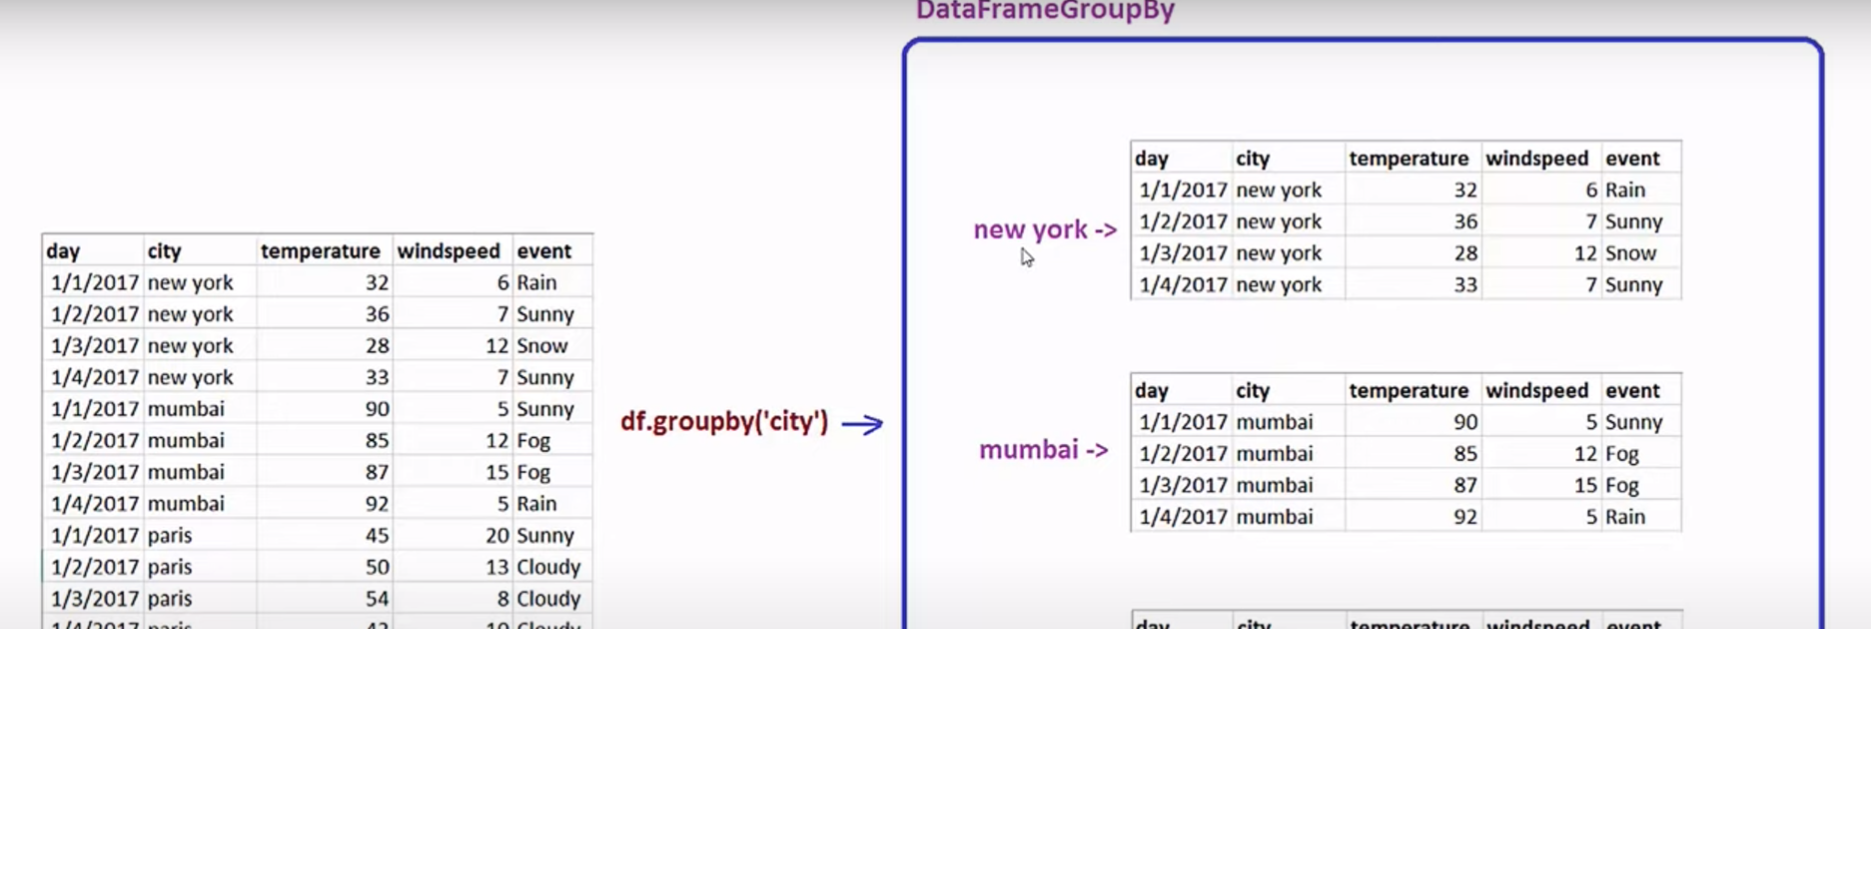 DataFrameGroupBy
day city temperature windspeed event
1/1/2017 new york 32 6 Rain
1/2/2017 new york 36 7 Sunny
1/3/2017 new york 28 12 Snow
1/4/2017 new york 33 7 Sunny
1/1/2017 mumbai 90 5 Sunny
1/2/2017 mumbai 85 12 Fog
1/3/2017 mumbai 87 15 Fog
1/4/2017 mumbai 92 5 Rain
1/1/2017 paris 45 20 Sunny
1/2/2017 paris 50 13 Cloudy
1/3/2017 paris 54 8 Cloudy
1/4/2017 paris 42 10 Cloudy
df.groupby('city')
new york ->
day city temperature windspeed event
1/1/2017 new york 32 6 Rain
1/2/2017 new york 36 7 Sunny
1/3/2017 new york 28 12 Snow
1/4/2017 new york 33 7 Sunny
mumbai ->
day city temperature windspeed event
1/1/2017 mumbai 90 5 Sunny
1/2/2017 mumbai 85 12 Fog
1/3/2017 mumbai 87 15 Fog
1/4/2017 mumbai 92 5 Rain
day city temperature windspeed event